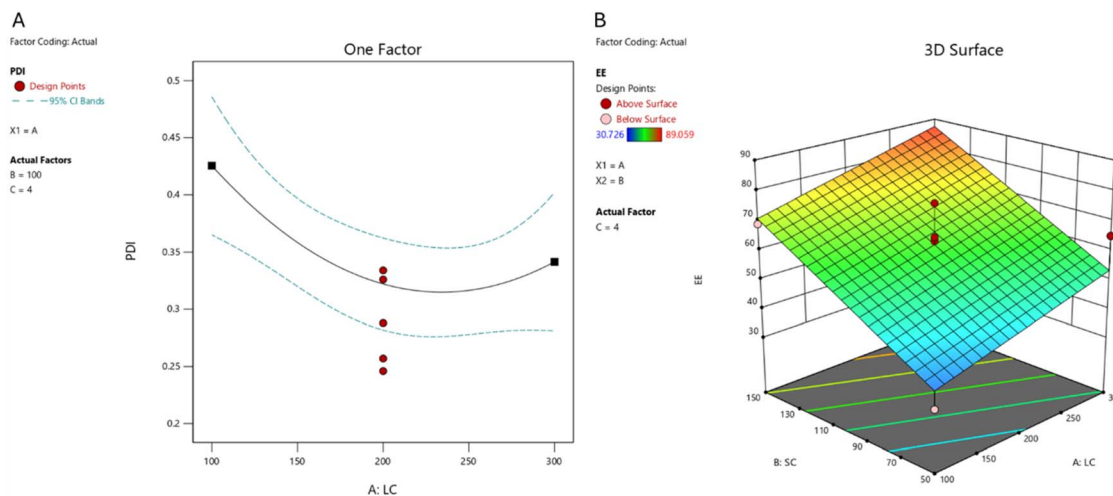 A
Factor Coding: Actual
One Factor
PDI
Design Points
95% CI Bands
X1 = A
Actual Factors
B = 100
C = 4
PDI
0.5
0.45
0.4
0.35
0.3
0.25
0.2
100
150
200
250
300
A: LC
B
Factor Coding: Actual
3D Surface
EE
Design Points:
Above Surface
Below Surface
30.726 89.059
X1 = A
X2 = B
Actual Factor
C = 4
EE
90
80
70
60
50
40
30
150
130
110
90
70
50
B: SC
100
150
200
250
A: LC